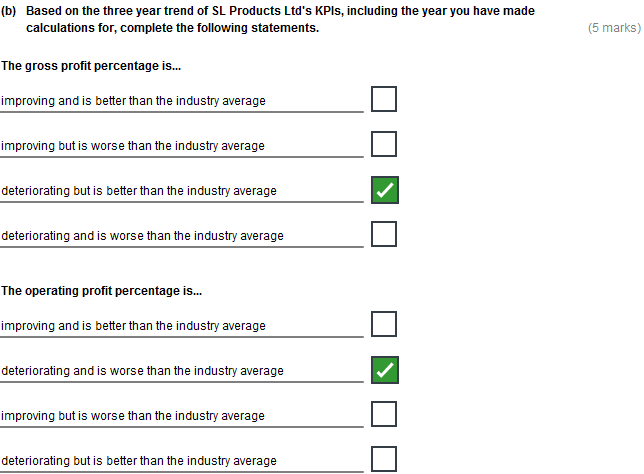 (b) Based on the three year trend of SL Products Ltd's KPIs, including the year you have made
calculations for, complete the following statements. (5 marks)
The gross profit percentage is...
improving and is better than the industry average
improving but is worse than the industry average
deteriorating but is better than the industry average
deteriorating and is worse than the industry average
The operating profit percentage is...
improving and is better than the industry average
deteriorating and is worse than the industry average
improving but is worse than the industry average
deteriorating but is better than the industry average